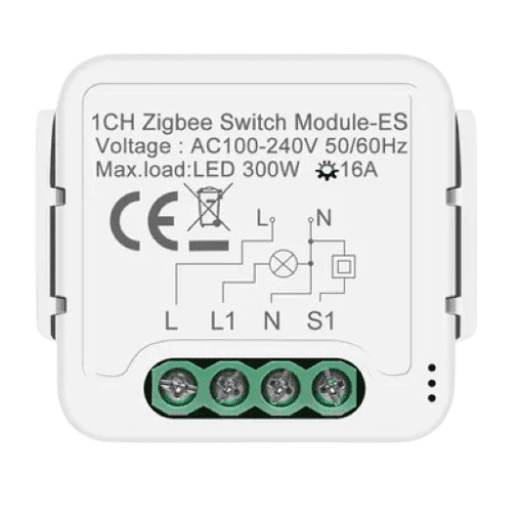 1CH Zigbee Switch Module-ES
Voltage : AC100-240V 50/60Hz
Max.load:LED 300W 16A
CE
L N
L L1 N S1